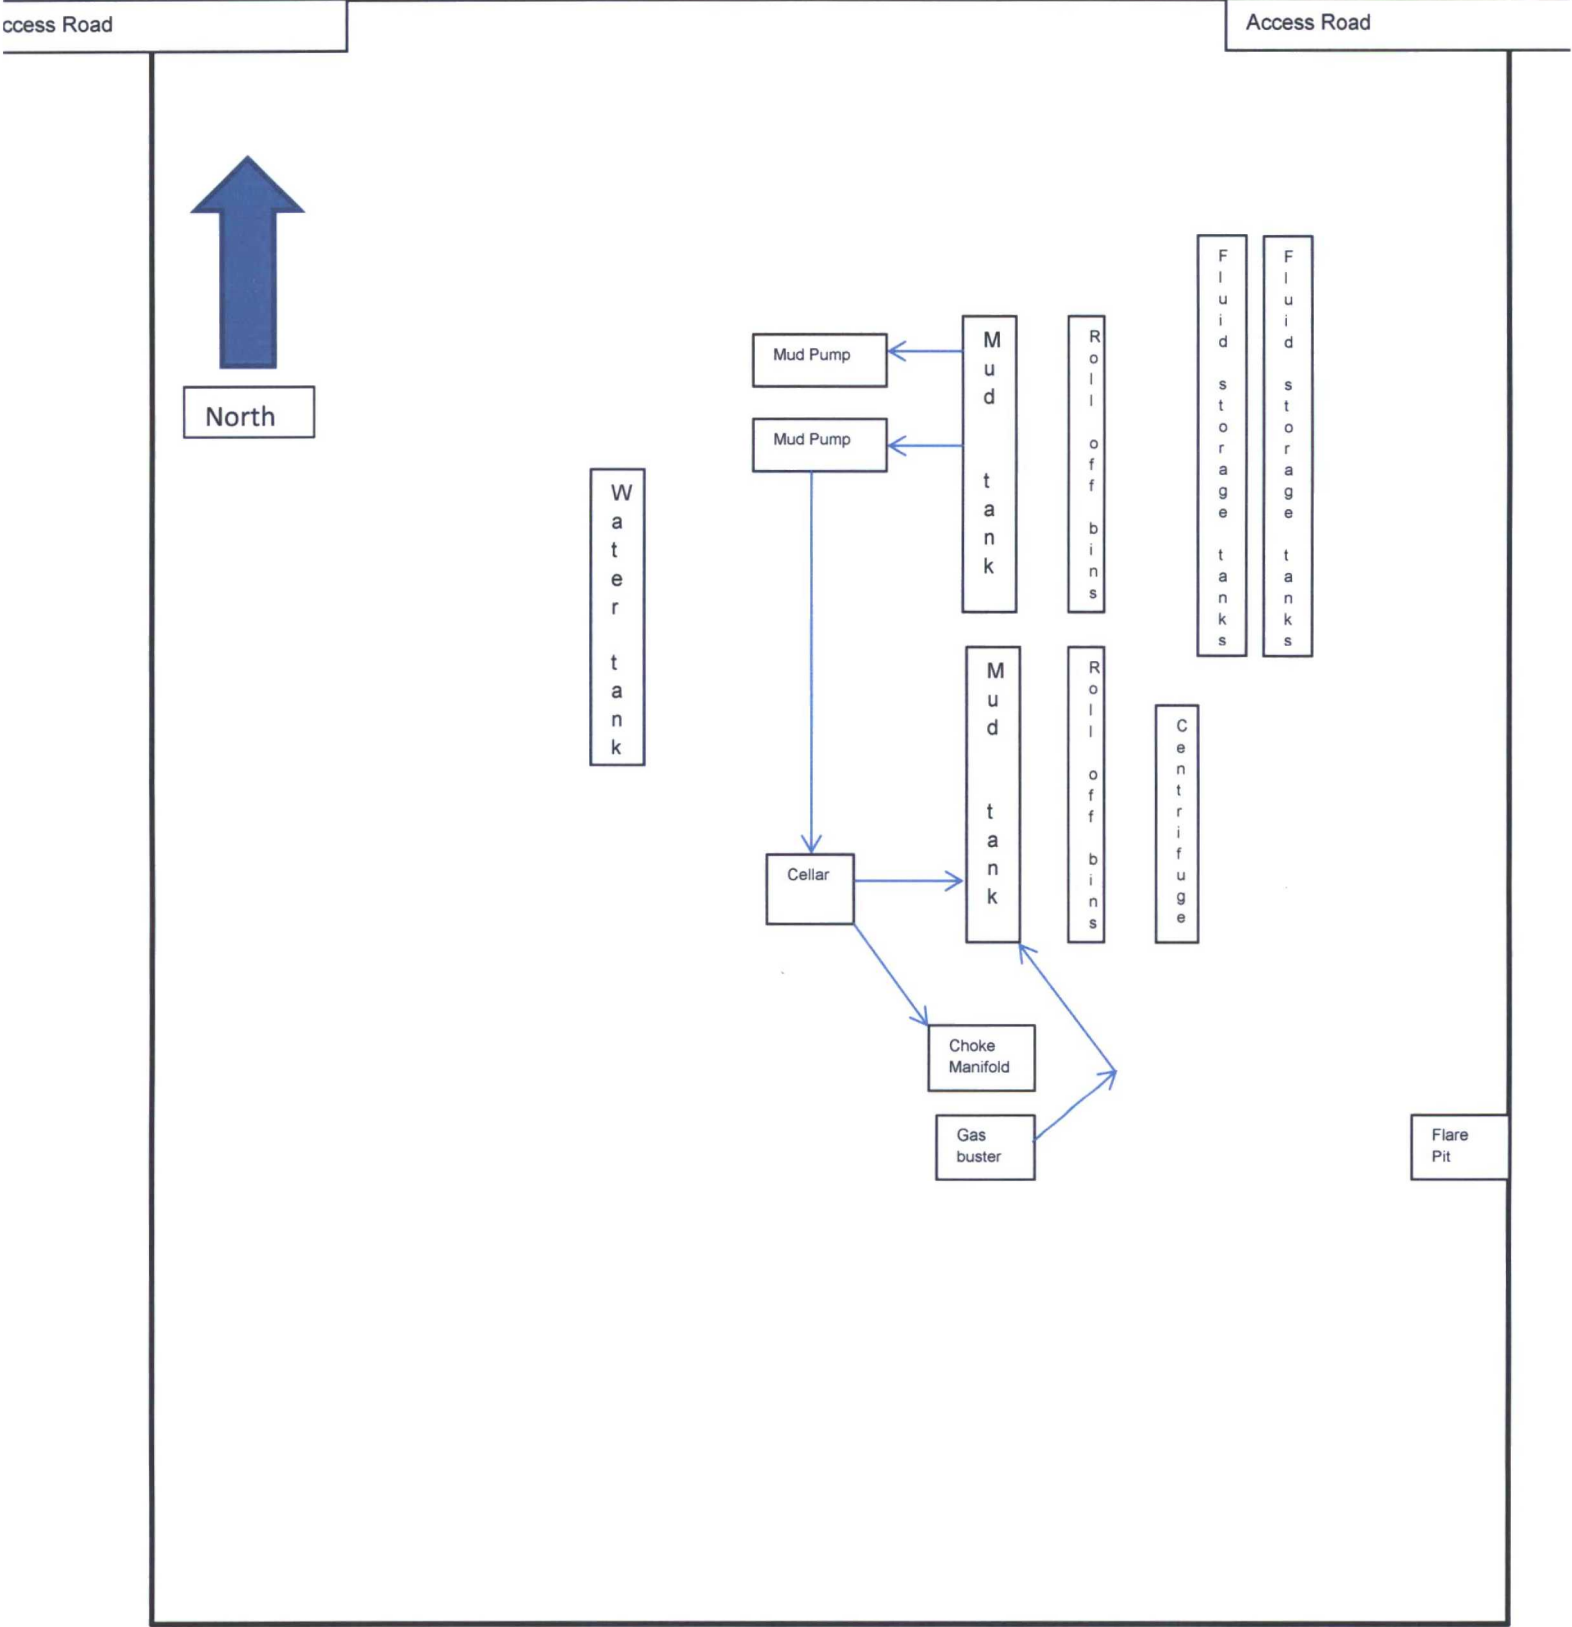 ccess Road
Access Road
North
Mud Pump
Mud Pump
Water tank
Mud tank
Roll off bins
Fluid storage tanks
Fluid storage tanks
Mud tank
Roll off bins
Centrifuge
Cellar
Choke
Manifold
Gas
buster
Flare
Pit